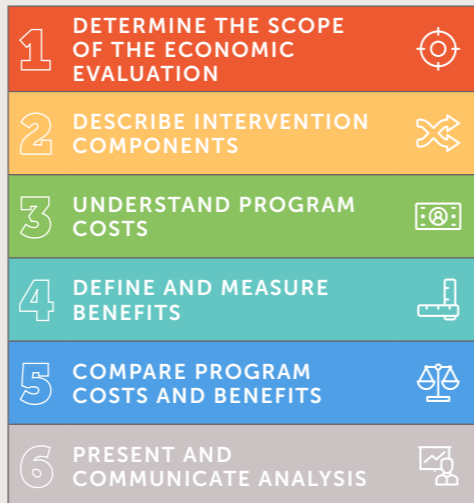 1
DETERMINE THE SCOPE
OF THE ECONOMIC
EVALUATION
2
DESCRIBE INTERVENTION
COMPONENTS
3
UNDERSTAND PROGRAM
COSTS
4
DEFINE AND MEASURE
BENEFITS
5
COMPARE PROGRAM
COSTS AND BENEFITS
6
PRESENT AND
COMMUNICATE ANALYSIS